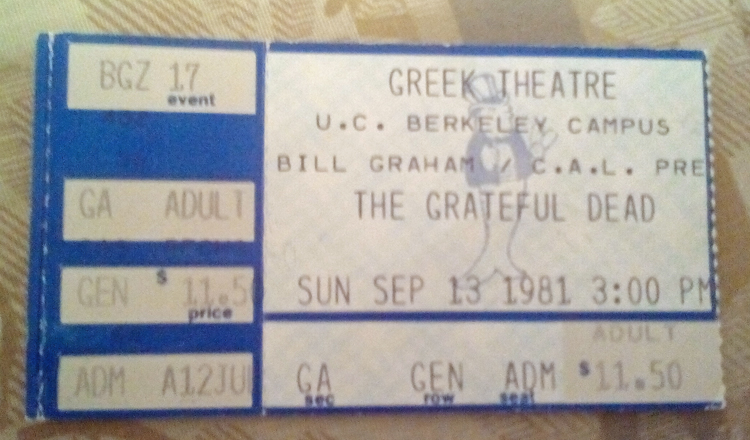 BGZ 17
event
GA ADULT
GEN $ 11.50
price
ADM A12JU
GREEK THEATRE
U.C. BERKELEY CAMPUS
BILL GRAHAM / C.A.L. PRE
THE GRATEFUL DEAD
SUN SEP 13 1981 3:00 PM
ADULT
GA GEN ADM $11.50
sec row seat